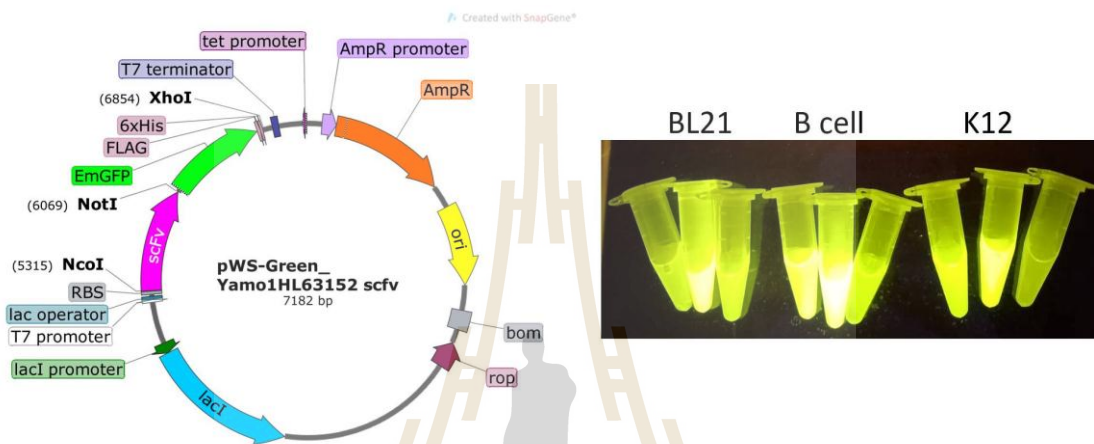 Created with SnapGene®
tet promoter
AmpR promoter
T7 terminator
AmpR
(6854) XhoI
6xHis
FLAG
EmGFP
(6069) NotI
scFv
ori
(5315) NcoI
RBS
lac operator
T7 promoter
lacI promoter
lacI
bom
rop
pWS-Green_
Yamo1HL63152 scfv
7182 bp
BL21
B cell
K12